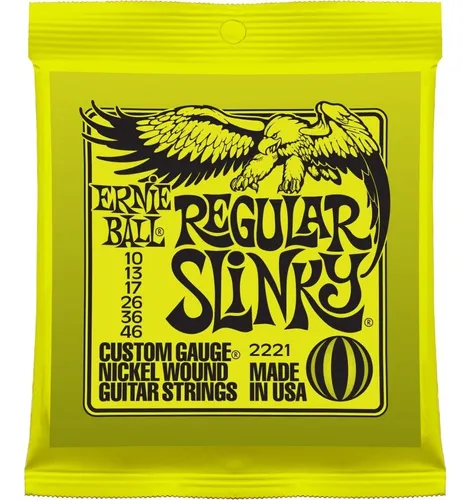 ERNIE
BALL®
REGULAR
SLINKY®
10
13
17
26
36
46
CUSTOM GAUGE® 2221
NICKEL WOUND MADE
GUITAR STRINGS IN USA